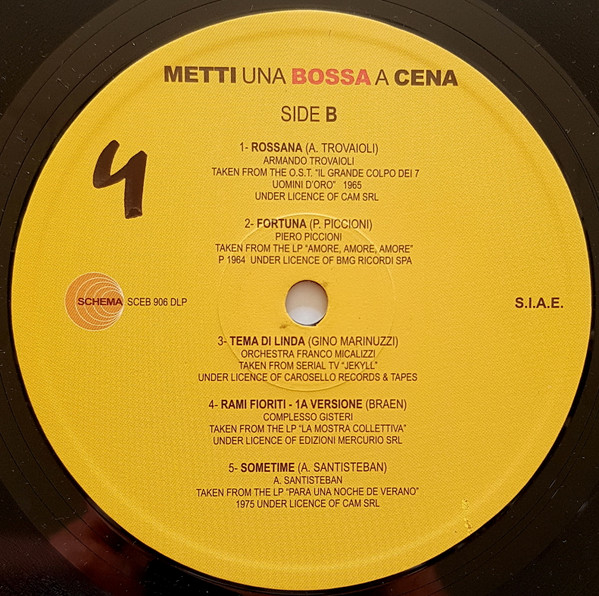 METTI UNA BOSSA A CENA
SIDE B
4
1- ROSSANA (A. TROVAIOLI)
ARMANDO TROVAIOLI
TAKEN FROM THE O.S.T. "IL GRANDE COLPO DEI 7
UOMINI D'ORO" 1965
UNDER LICENCE OF CAM SRL
2- FORTUNA (P. PICCIONI)
PIERO PICCIONI
TAKEN FROM THE LP "AMORE, AMORE, AMORE"
P 1964 UNDER LICENCE OF BMG RICORDI SPA
SCHEMA SCEB 906 DLP
S.I.A.E.
3- TEMA DI LINDA (GINO MARINUZZI)
ORCHESTRA FRANCO MICALIZZI
TAKEN FROM SERIAL TV "JEKYLL"
UNDER LICENCE OF CAROSELLO RECORDS & TAPES
4- RAMI FIORITI - 1A VERSIONE (BRAEN)
COMPLESSO GISTERI
TAKEN FROM THE LP "LA MOSTRA COLLETTIVA"
UNDER LICENCE OF EDIZIONI MERCURIO SRL
5- SOMETIME (A. SANTISTEBAN)
A. SANTISTEBAN
TAKEN FROM THE LP "PARA UNA NOCHE DE VERANO"
1975 UNDER LICENCE OF CAM SRL